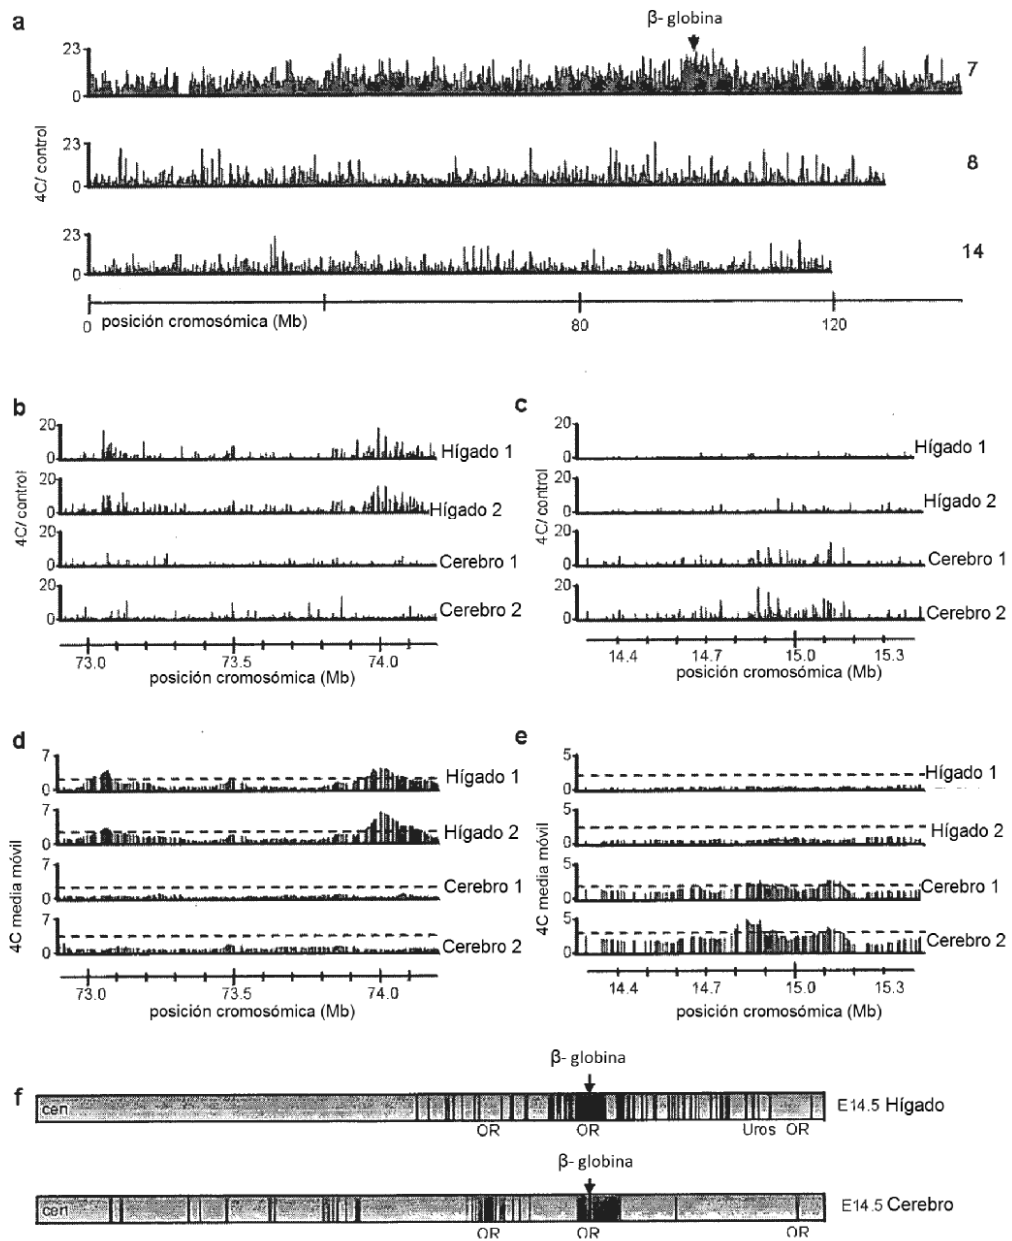 a
β- globina
23
0
7
23
0
8
4C/ control
23
0
14
0
posición cromosómica (Mb)
80
120
b
20
0
Hígado 1
20
0
Hígado 2
4C/ control
20
0
Cerebro 1
20
0
Cerebro 2
73.0
73.5
74.0
posición cromosómica (Mb)
c
20
0
Hígado 1
20
0
Hígado 2
4C/ control
20
0
Cerebro 1
20
0
Cerebro 2
14.4
14.7
15.0
15.3
posición cromosómica (Mb)
d
7
0
Hígado 1
7
0
Hígado 2
4C media móvil
7
0
Cerebro 1
7
0
Cerebro 2
73.0
73.5
74.0
posición cromosómica (Mb)
e
5
0
Hígado 1
5
0
Hígado 2
4C media móvil
5
0
Cerebro 1
5
0
Cerebro 2
14.4
14.7
15.0
15.3
posición cromosómica (Mb)
β- globina
f
cen
E14.5 Hígado
OR
OR
Uros
OR
β- globina
cen
E14.5 Cerebro
OR
OR
OR